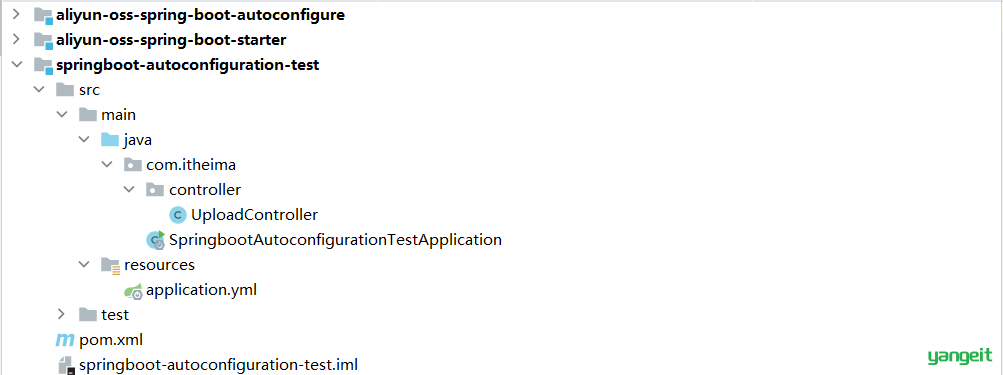 aliyun-oss-spring-boot-autoconfigure
aliyun-oss-spring-boot-starter
springboot-autoconfiguration-test
src
main
java
com.itheima
controller
UploadController
SpringbootAutoconfigurationTestApplication
resources
application.yml
test
pom.xml
springboot-autoconfiguration-test.iml
yangeit